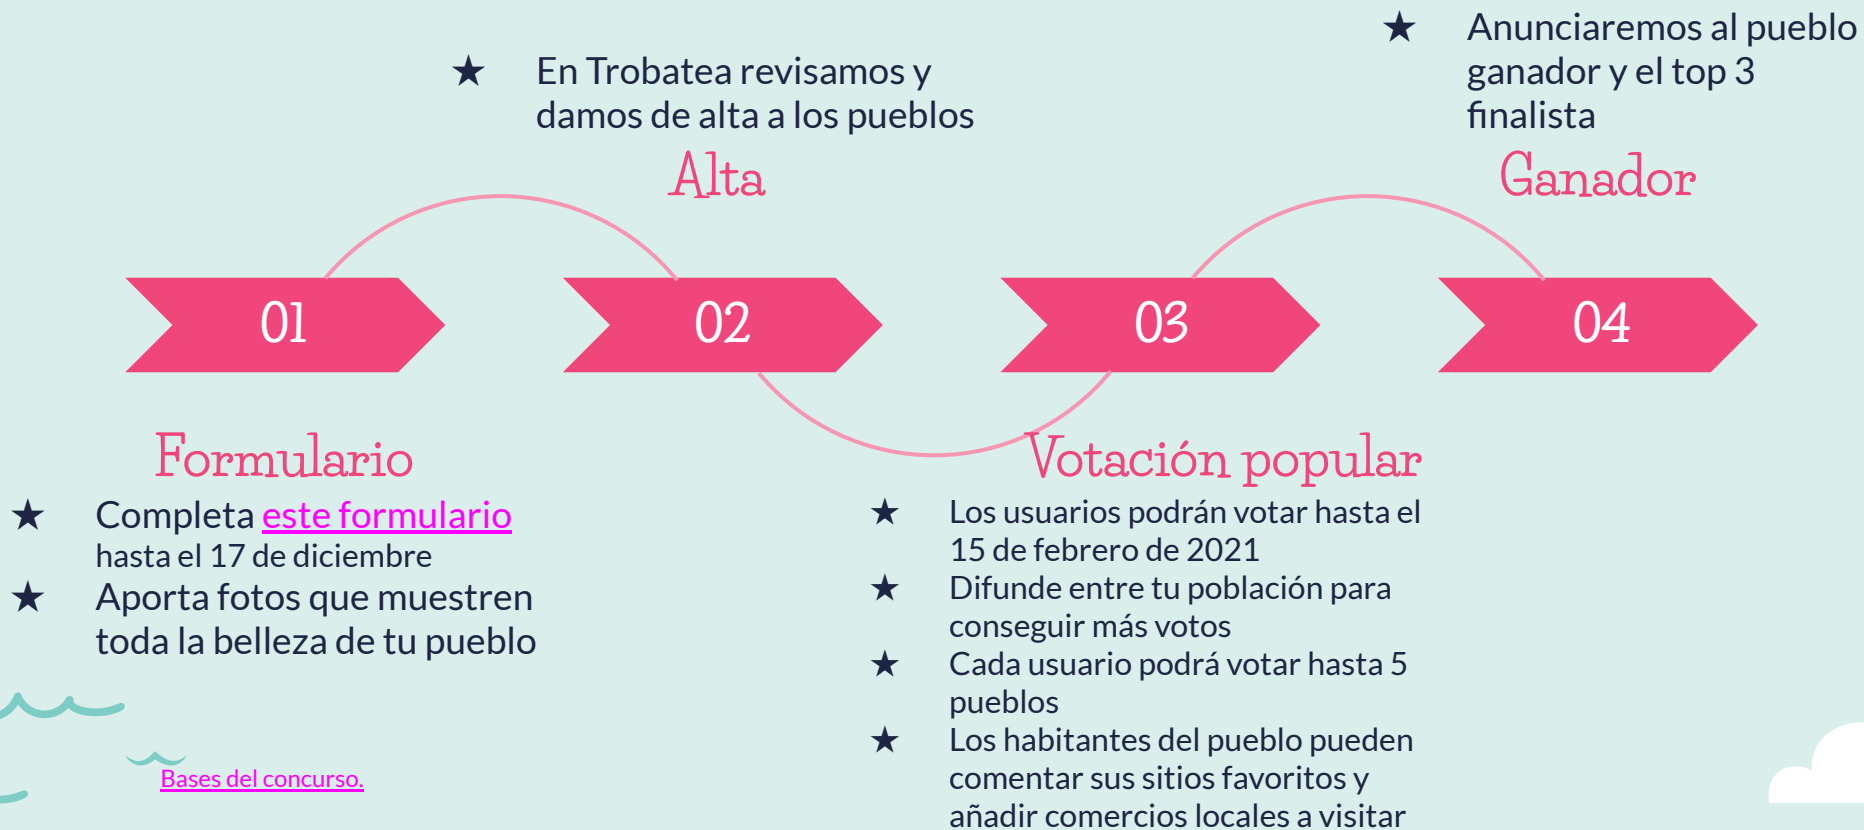 01
Formulario
★ Completa este formulario
hasta el 17 de diciembre
★ Aporta fotos que muestren
toda la belleza de tu pueblo
Bases del concurso.
★ En Trobatea revisamos y
damos de alta a los pueblos
Alta
02
03
Votación popular
★ Los usuarios podrán votar hasta el
15 de febrero de 2021
★ Difunde entre tu población para
conseguir más votos
★ Cada usuario podrá votar hasta 5
pueblos
★ Los habitantes del pueblo pueden
comentar sus sitios favoritos y
añadir comercios locales a visitar
★ Anunciaremos al pueblo
ganador y el top 3
finalista
Ganador
04